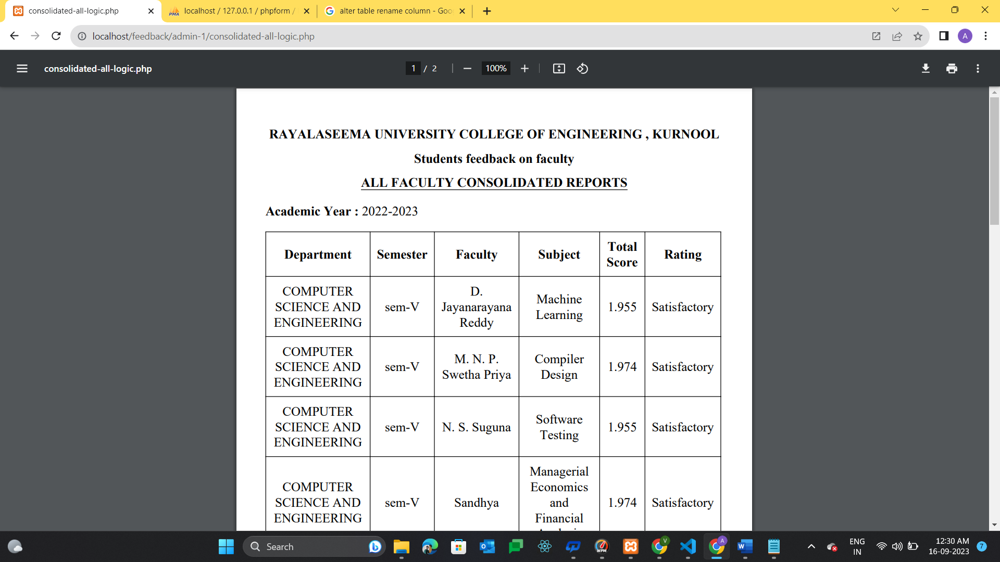 consolidated-all-logic.php
localhost / 127.0.0.1 / phpform /
alter table rename column - Goo
localhost/feedback/admin-1/consolidated-all-logic.php
A
consolidated-all-logic.php
1 / 2
100%
RAYALASEEMA UNIVERSITY COLLEGE OF ENGINEERING , KURNOOL
Students feedback on faculty
ALL FACULTY CONSOLIDATED REPORTS
Academic Year : 2022-2023
Department Semester Faculty Subject Total Score Rating
COMPUTER SCIENCE AND ENGINEERING sem-V D. Jayanarayana Reddy Machine Learning 1.955 Satisfactory
COMPUTER SCIENCE AND ENGINEERING sem-V M. N. P. Swetha Priya Compiler Design 1.974 Satisfactory
COMPUTER SCIENCE AND ENGINEERING sem-V N. S. Suguna Software Testing 1.955 Satisfactory
COMPUTER SCIENCE AND ENGINEERING sem-V Sandhya Managerial Economics and Financial 1.974 Satisfactory
Search
ENG
IN
12:30 AM
16-09-2023
7